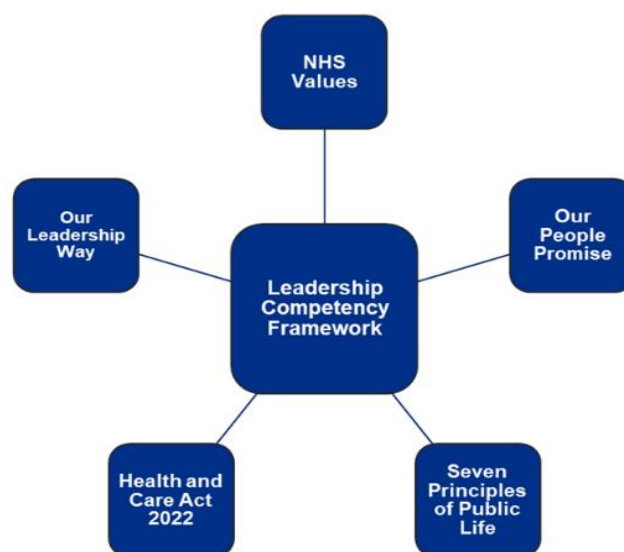 NHS
Values
Our
Leadership
Way
Our
People
Promise
Leadership
Competency
Framework
Health and
Care Act
2022
Seven
Principles
of Public
Life